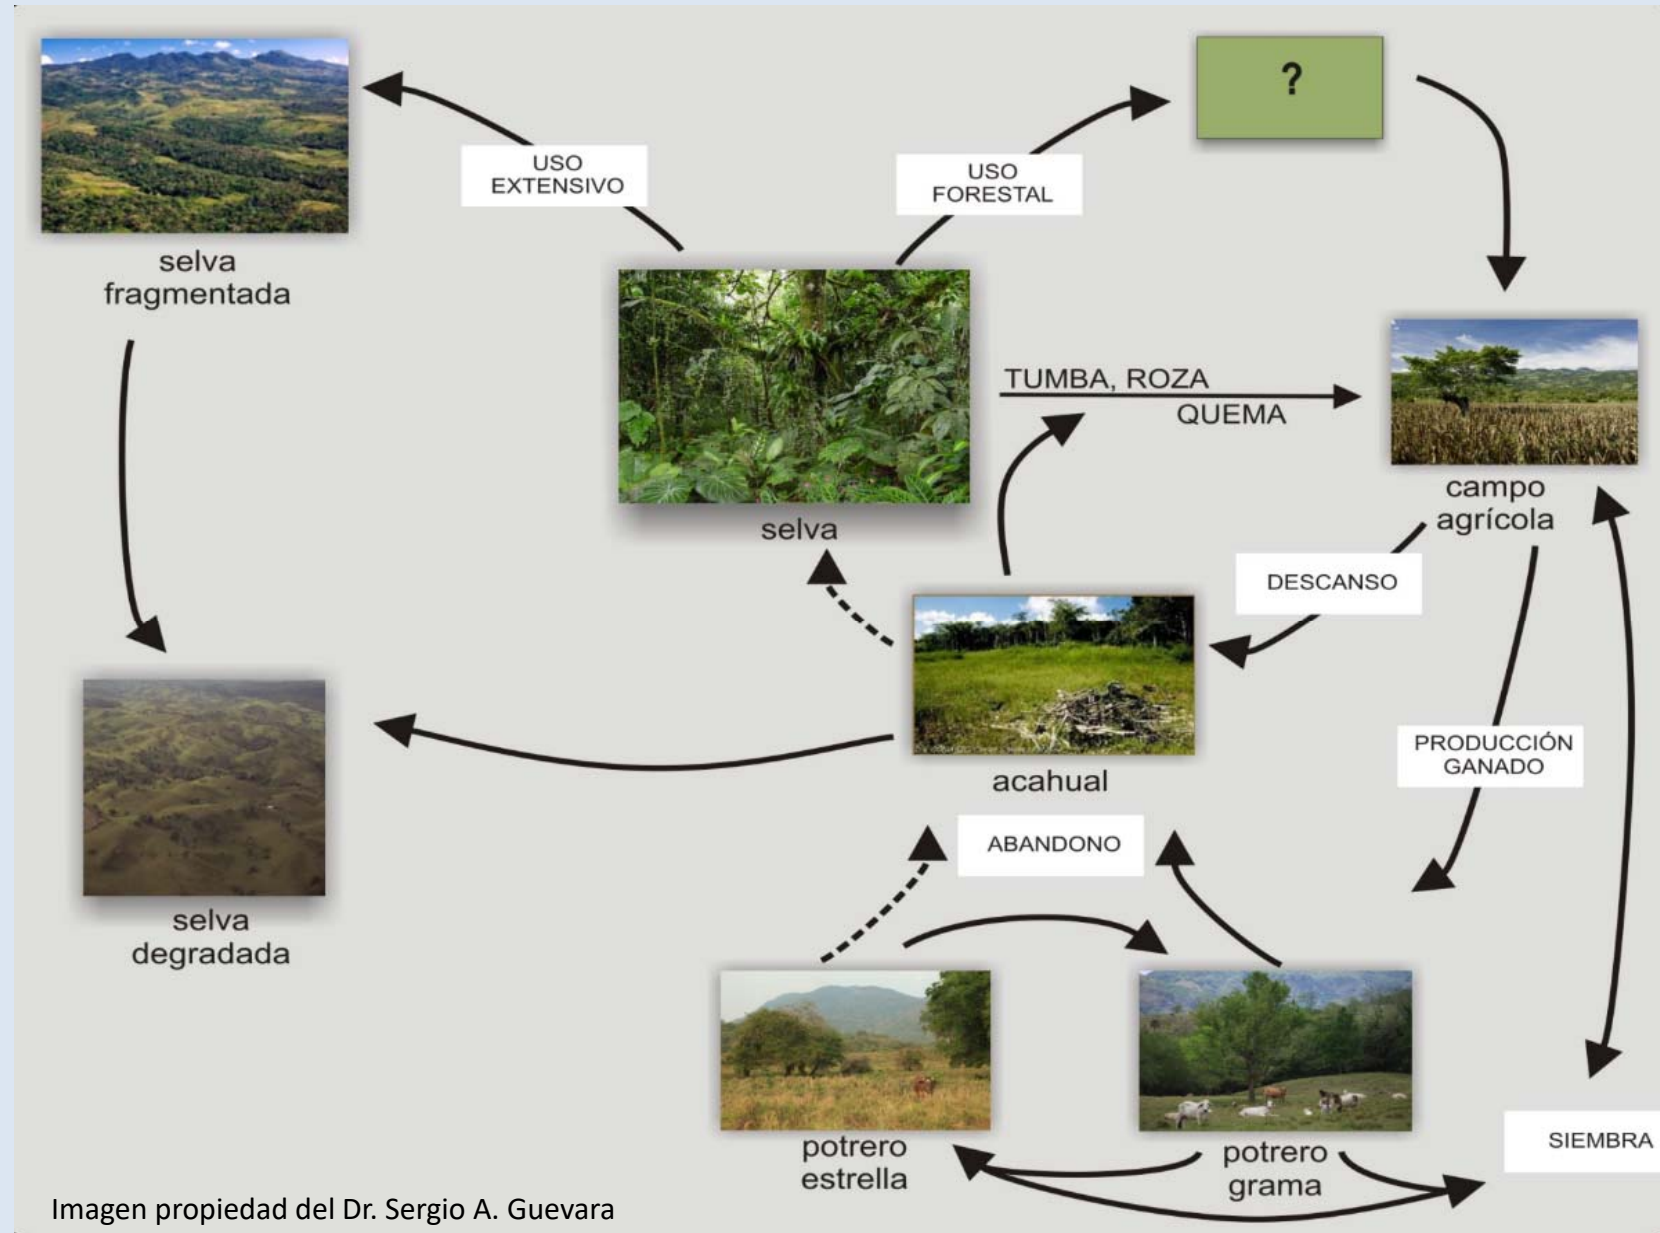 ?
USO
EXTENSIVO
USO
FORESTAL
selva
fragmentada
TUMBA, ROZA
QUEMA
campo
agrícola
selva
DESCANSO
PRODUCCIÓN
GANADO
acahual
ABANDONO
selva
degradada
SIEMBRA
potrero
estrella
potrero
grama
Imagen propiedad del Dr. Sergio A. Guevara